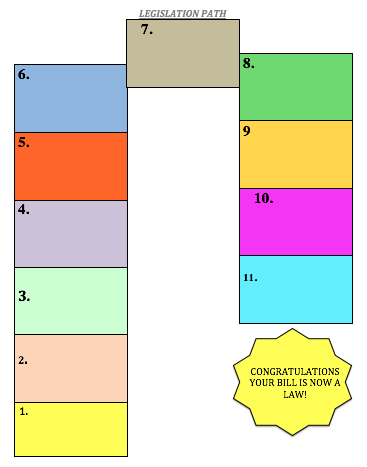 LEGISLATION PATH
7.
8.
6.
9
5.
10.
4.
11.
3.
2.
1.
CONGRATULATIONS
YOUR BILL IS NOW A
LAW!